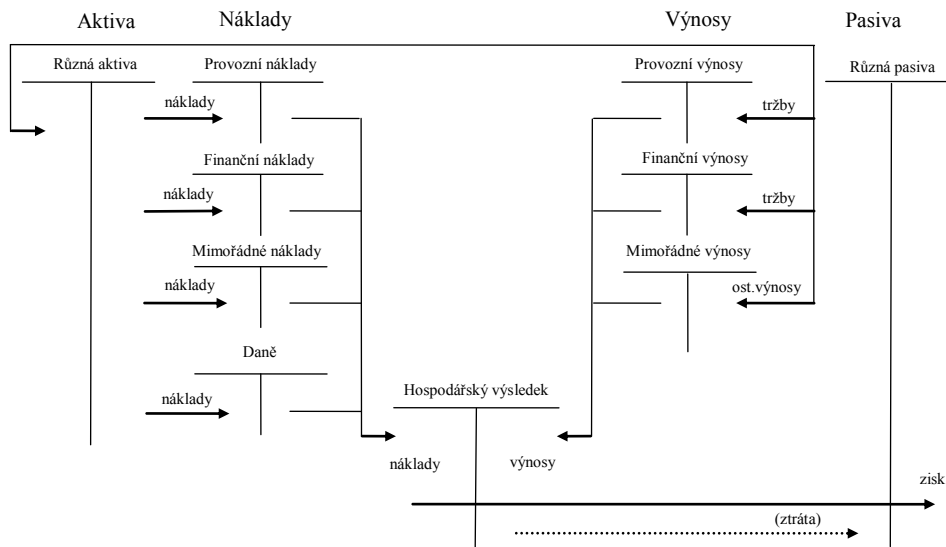 Aktiva
Náklady
Výnosy
Pasiva
Různá aktiva
Provozní náklady
Provozní výnosy
Různá pasiva
náklady
tržby
Finanční náklady
Finanční výnosy
náklady
tržby
Mimořádné náklady
Mimořádné výnosy
náklady
ost.výnosy
Daně
náklady
Hospodářský výsledek
náklady
výnosy
zisk
(ztráta)